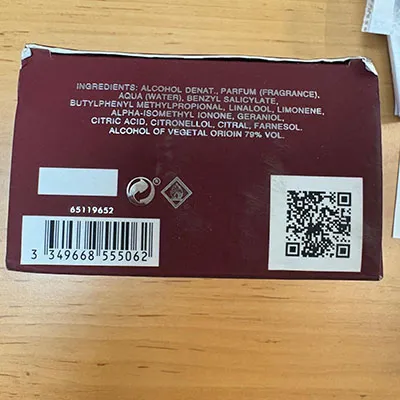 INGREDIENTS: ALCOHOL DENAT., PARFUM (FRAGRANCE),
AQUA (WATER), BENZYL SALICYLATE,
BUTYLPHENYL METHYLPROPIONAL, LINALOOL, LIMONENE,
ALPHA-ISOMETHYL IONONE, GERANIOL,
CITRIC ACID, CITRONELLOL, CITRAL, FARNESOL.
ALCOHOL OF VEGETAL ORIOIN 79% VOL.
65119652
3 349668 555062